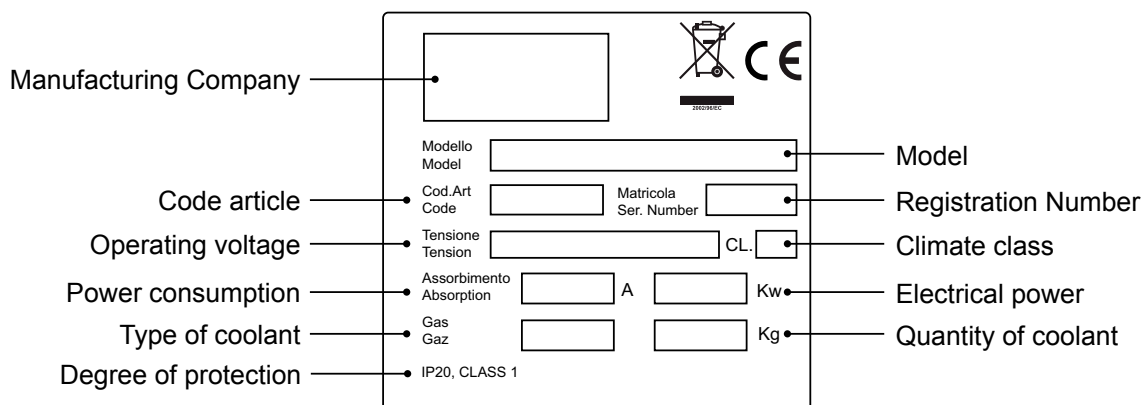 Manufacturing Company
CE
2002/96/EC
Modello
Model
Model
Code article
Cod.Art
Code
Matricola
Ser. Number
Registration Number
Operating voltage
Tensione
Tension
CL.
Climate class
Power consumption
Assorbimento
Absorption
A
Kw
Electrical power
Type of coolant
Gas
Gaz
Kg
Quantity of coolant
Degree of protection
IP20, CLASS 1